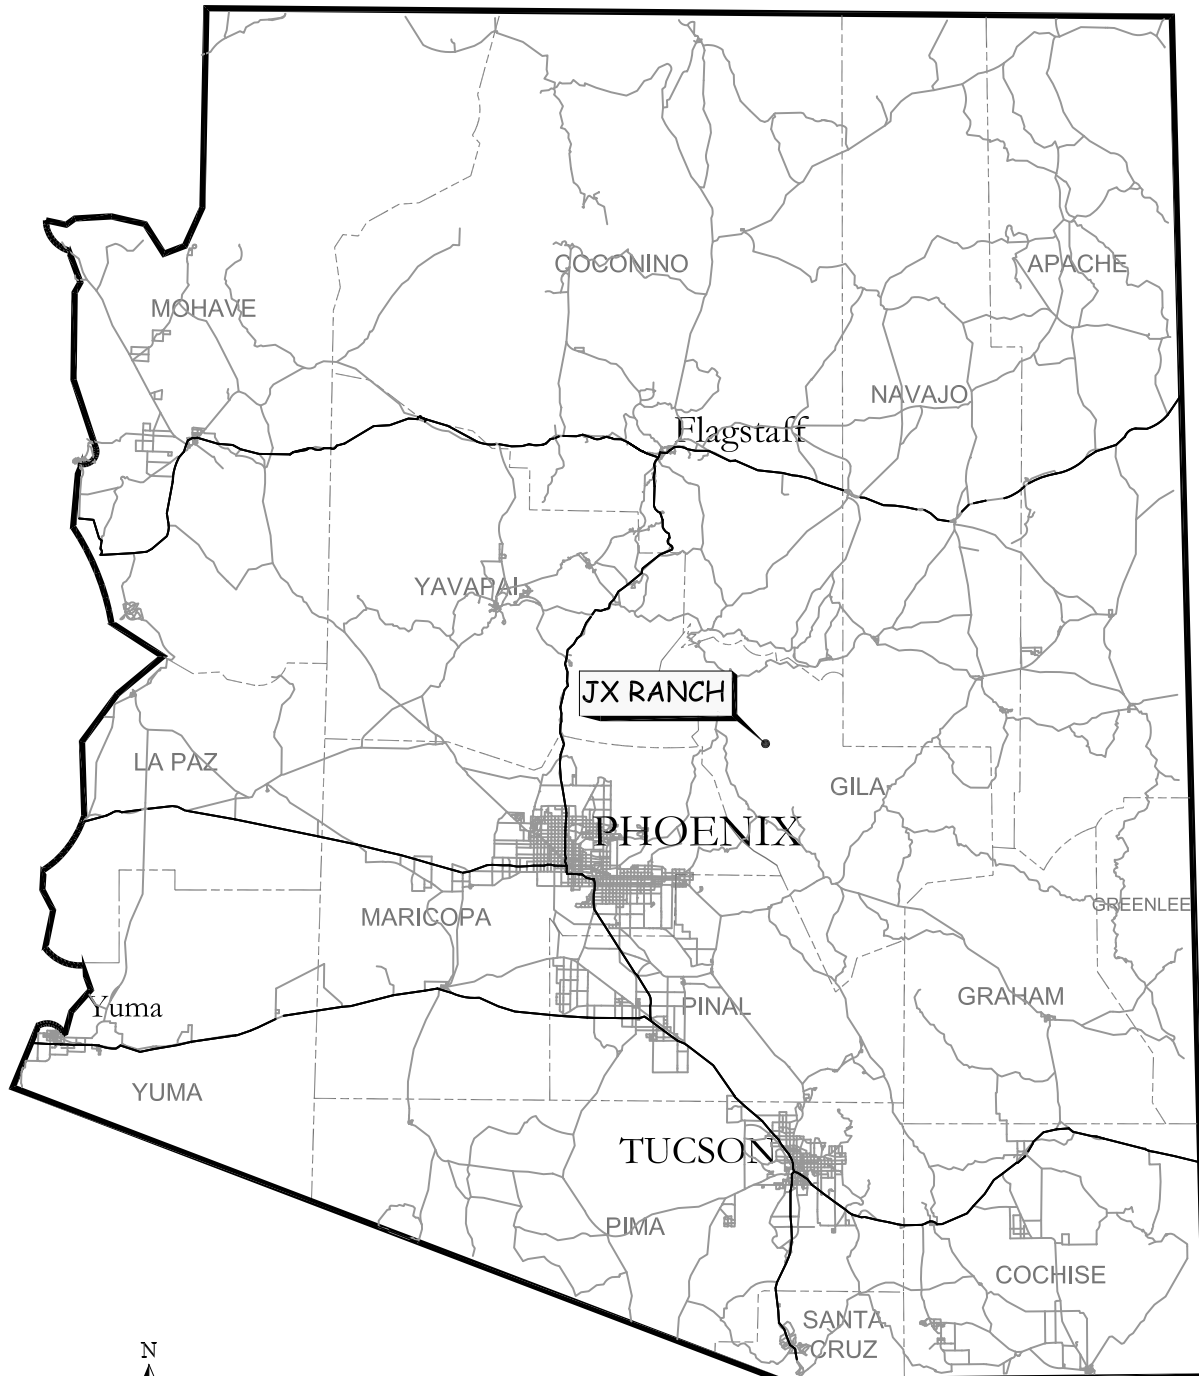 COCONINO
APACHE
MOHAVE
NAVAJO
Flagstaff
YAVAPAI
JX RANCH
LA PAZ
GILA
PHOENIX
MARICOPA
GREENLEE
GRAHAM
PINAL
Yuma
YUMA
TUCSON
PIMA
COCHISE
SANTA
CRUZ
N